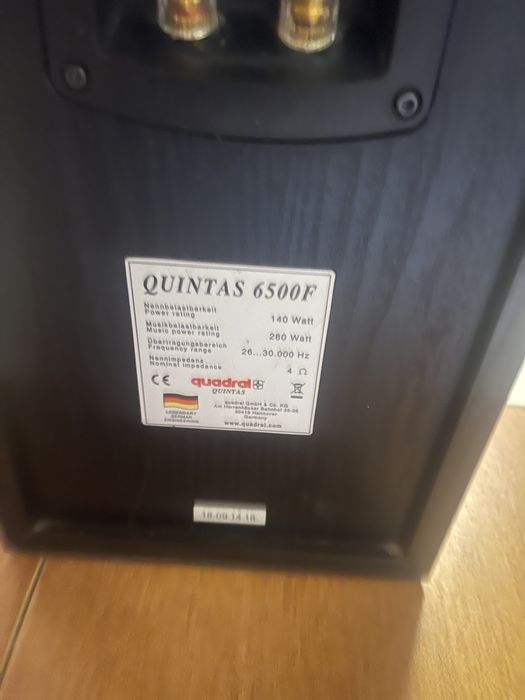 QUINTAS 6500F
Nennbelastbarkeit
Power rating
140 Watt
Musikbelastbarkeit
Music power rating
280 Watt
Übertragungsbereich
Frequency range
26...30.000 Hz
Nennimpedanz
Nominal impedance
4 Ω
CE
quadral
QUINTAS
LEGENDARY
GERMAN
ENGINEERING
quadral GmbH & Co. KG
Am Herrenhäuser Bahnhof 26-28
30419 Hannover
Germany
www.quadral.com